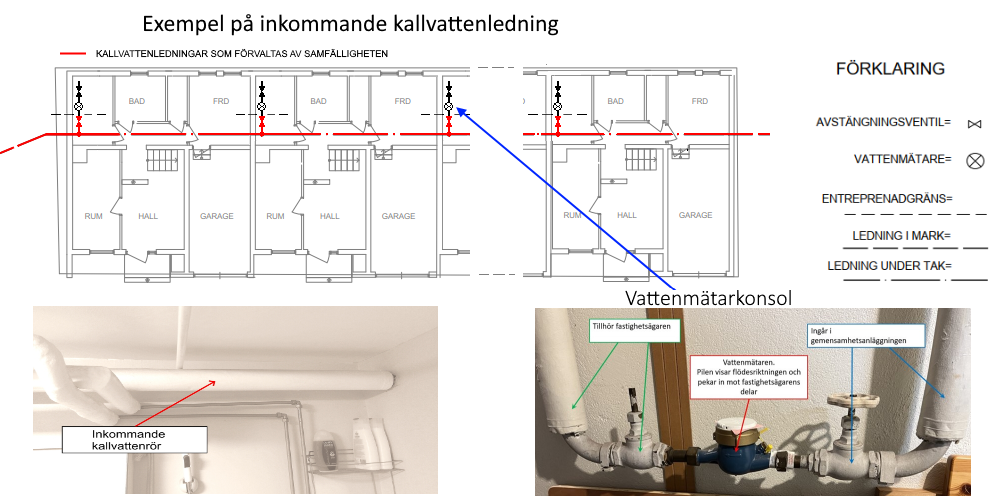 Exempel på inkommande kallvattenledning
KALLVATTENLEDNINGAR SOM FÖRVALTAS AV SAMFÄLLIGHETEN
FÖRKLARING
AVSTÄNGNINGSVENTIL=
VATTENMÄTARE=
ENTREPRENADGRÄNS=
LEDNING I MARK=
LEDNING UNDER TAK=
BAD FRD BAD FRD D BAD FRD
RUM HALL GARAGE RUM HALL GARAGE RUM HALL GARAGE
Vattenmätarkonsol
Inkommande
kallvattenrör
Tillhör fastighetsägaren
Vattenmätaren.
Pilen visar flödesriktningen och
pekar in mot fastighetsägarens
delar
Ingår i
gemensamhetsanläggningen